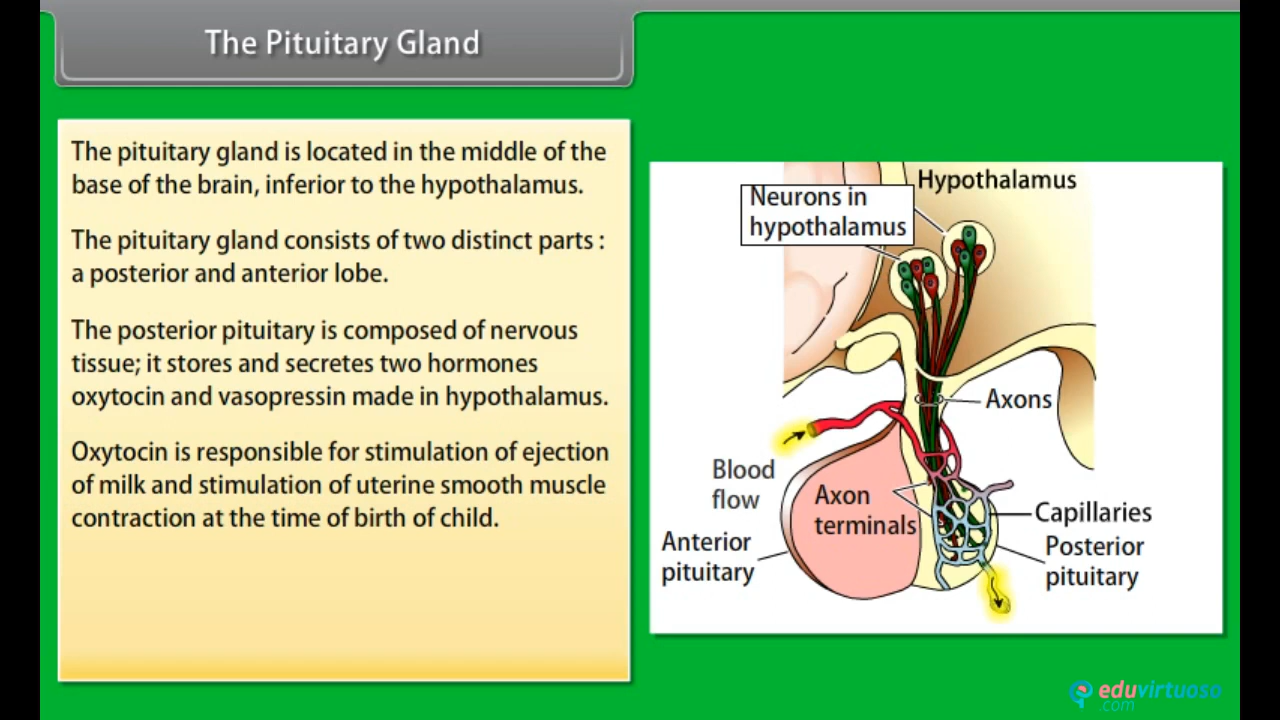 The Pituitary Gland
The pituitary gland is located in the middle of the
base of the brain, inferior to the hypothalamus.
The pituitary gland consists of two distinct parts :
a posterior and anterior lobe.
The posterior pituitary is composed of nervous
tissue; it stores and secretes two hormones
oxytocin and vasopressin made in hypothalamus.
Oxytocin is responsible for stimulation of ejection
of milk and stimulation of uterine smooth muscle
contraction at the time of birth of child.
Hypothalamus
Neurons in
hypothalamus
Axons
Blood
flow
Axon
terminals
Capillaries
Anterior
pituitary
Posterior
pituitary
eduvirtuoso
.com